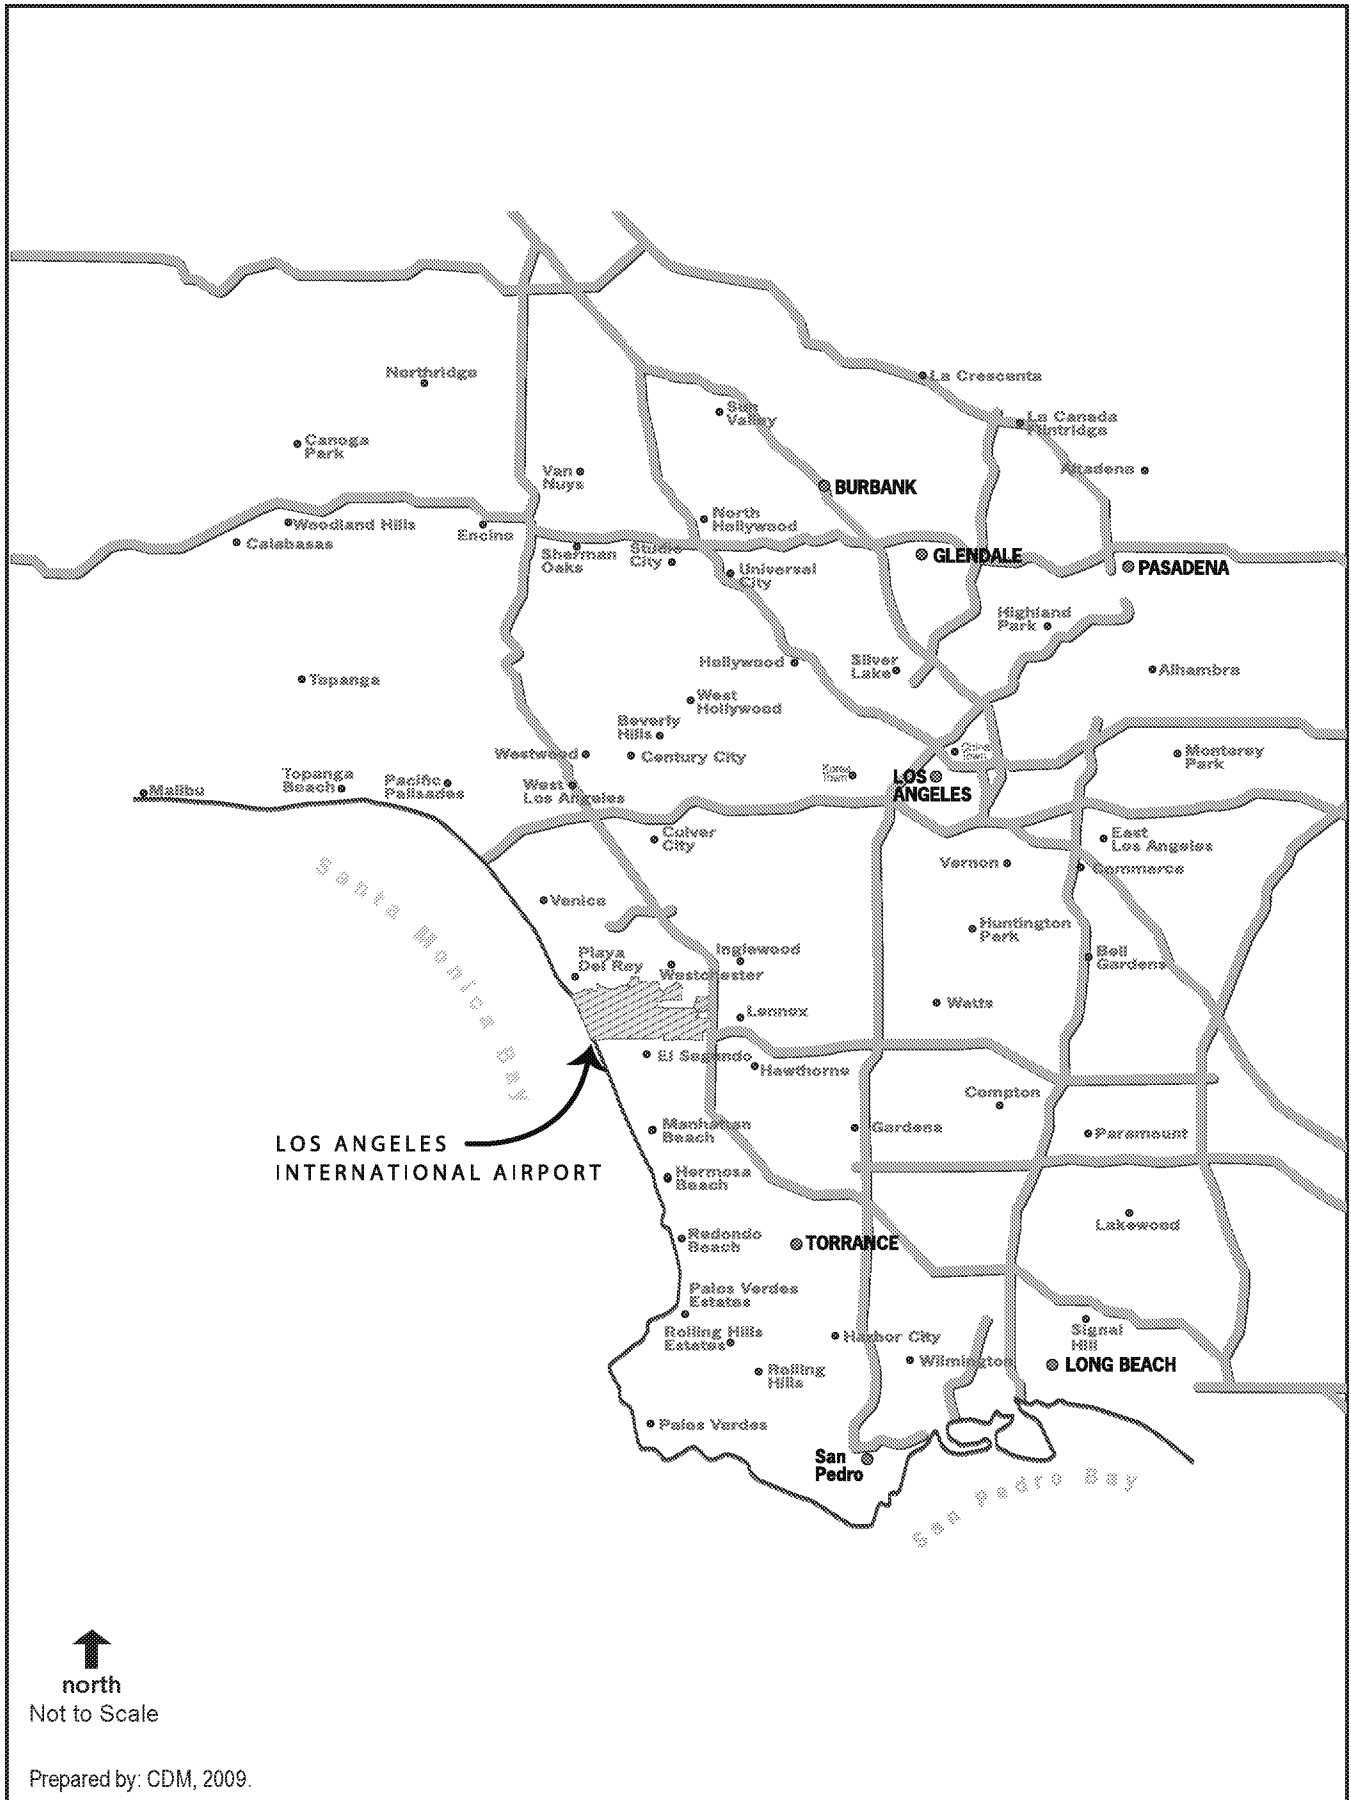 Northridge
La Crescenta
Sun
Valley
La Canada
Flintridge
Canoga
Park
Altadena
Van
Nuys
BURBANK
North
Hollywood
Woodland Hills
Encino
Calabasas
Sherman
Oaks
Studio
City
GLENDALE
Universal
City
PASADENA
Highland
Park
Hollywood
Silver
Lake
Alhambra
Topanga
West
Hollywood
Beverly
Hills
Westwood
Century City
China
Town
Monterey
Park
Korea
Town
LOS
ANGELES
Malibu
Topanga
Beach
Pacific
Palisades
West
Los Angeles
Culver
City
East
Los Angeles
Vernon
Commerce
Santa Monica Bay
Venice
Huntington
Park
Playa
Del Rey
Inglewood
Westchester
Bell
Gardens
Watts
Lennox
El Segundo
Hawthorne
Compton
Manhattan
Beach
Gardena
Paramount
LOS ANGELES
INTERNATIONAL AIRPORT
Hermosa
Beach
Lakewood
Redondo
Beach
TORRANCE
Palos Verdes
Estates
Rolling Hills
Estates
Harbor City
Signal
Hill
Wilmington
LONG BEACH
Rolling
Hills
Palos Verdes
San
Pedro
San Pedro Bay
north
Not to Scale
Prepared by: CDM, 2009.